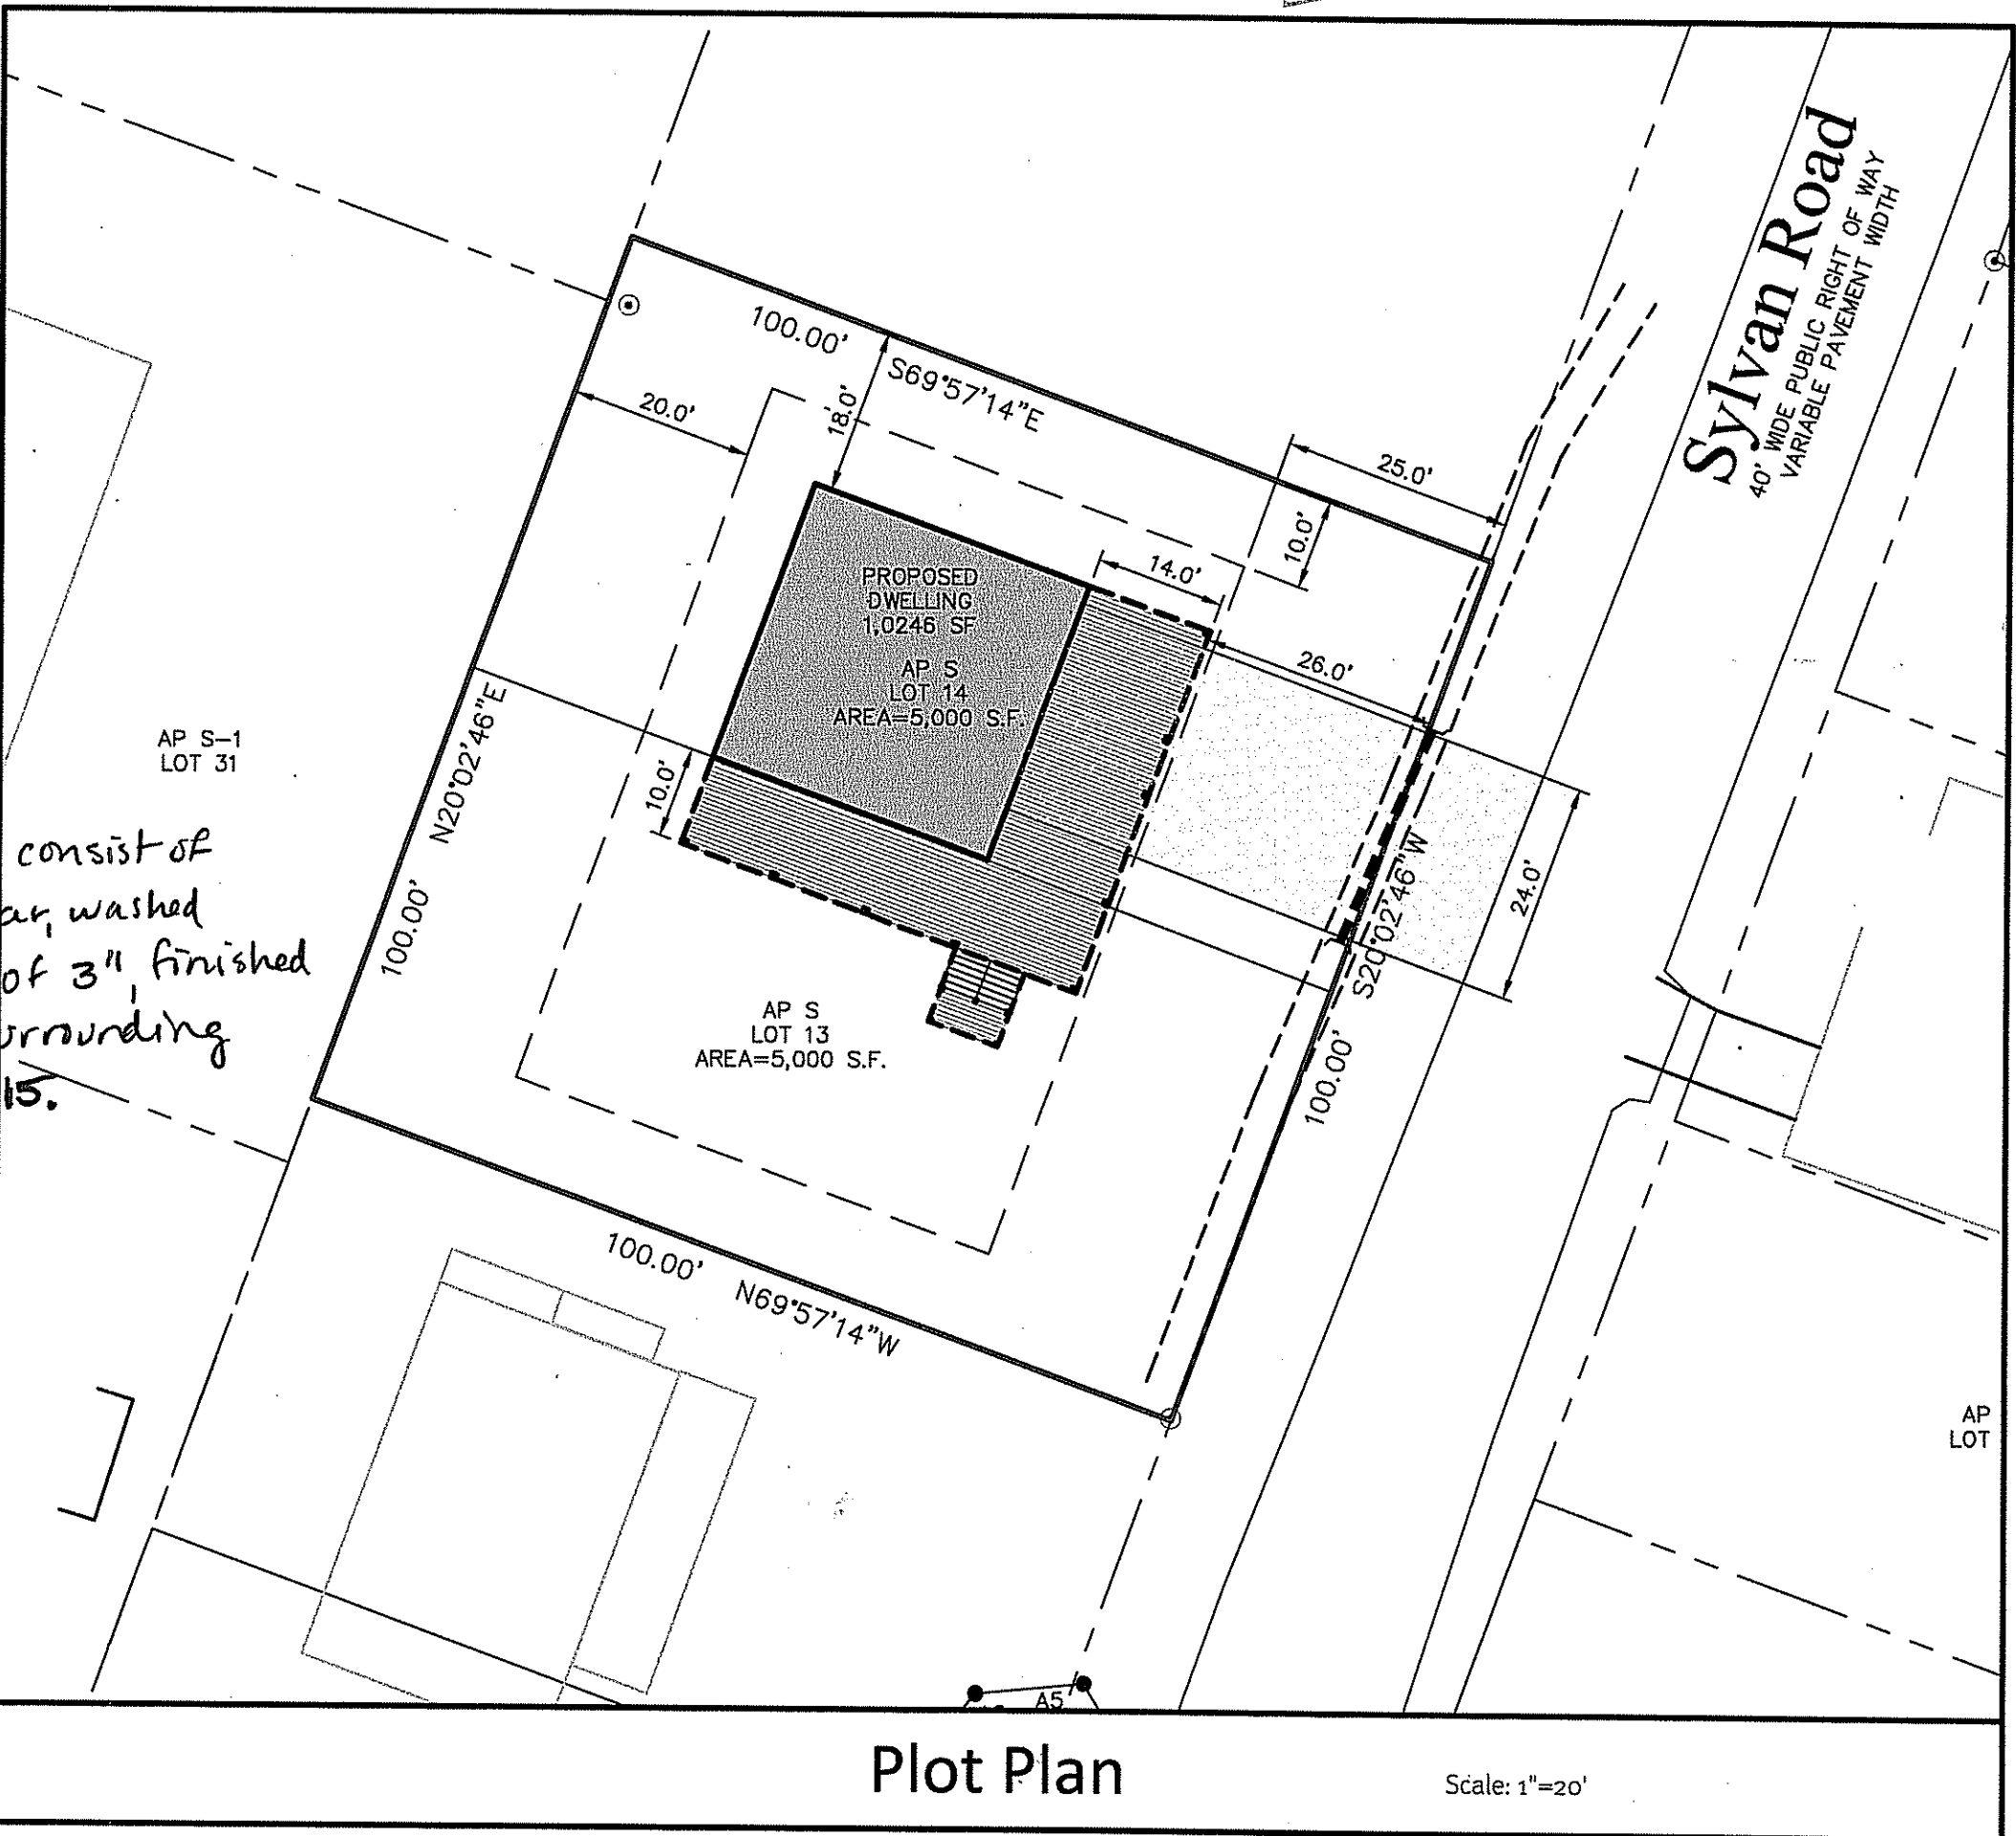 Sylvan Road
40' WIDE PUBLIC RIGHT OF WAY
VARIABLE PAVEMENT WIDTH
100.00'
S69°57'14"E
20.0'
18.0'
25.0'
10.0'
14.0'
26.0'
PROPOSED
DWELLING
1,0246 SF
AP S
LOT 14
AREA=5,000 S.F.
AP S-1
LOT 31
N20°02'46"E
100.00'
10.0'
24.0'
S20°02'46"W
100.00'
consist of
ar, washed
of 3", finished
urrounding
15.
AP S
LOT 13
AREA=5,000 S.F.
100.00'
N69°57'14"W
AP
LOT
A5
Plot Plan
Scale: 1"=20'